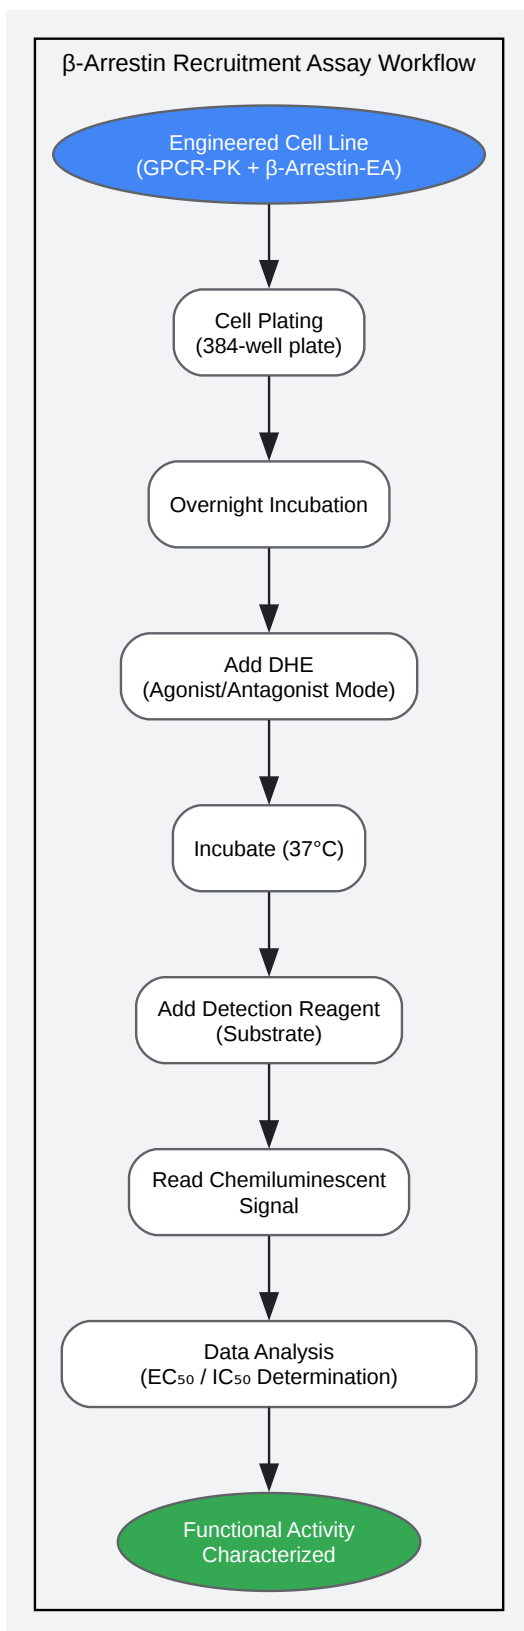 β-Arrestin Recruitment Assay Workflow
Engineered Cell Line
(GPCR-PK + β-Arrestin-EA)
Cell Plating
(384-well plate)
Overnight Incubation
Add DHE
(Agonist/Antagonist Mode)
Incubate (37°C)
Add Detection Reagent
(Substrate)
Read Chemiluminescent
Signal
Data Analysis
(EC₅₀ / IC₅₀ Determination)
Functional Activity
Characterized